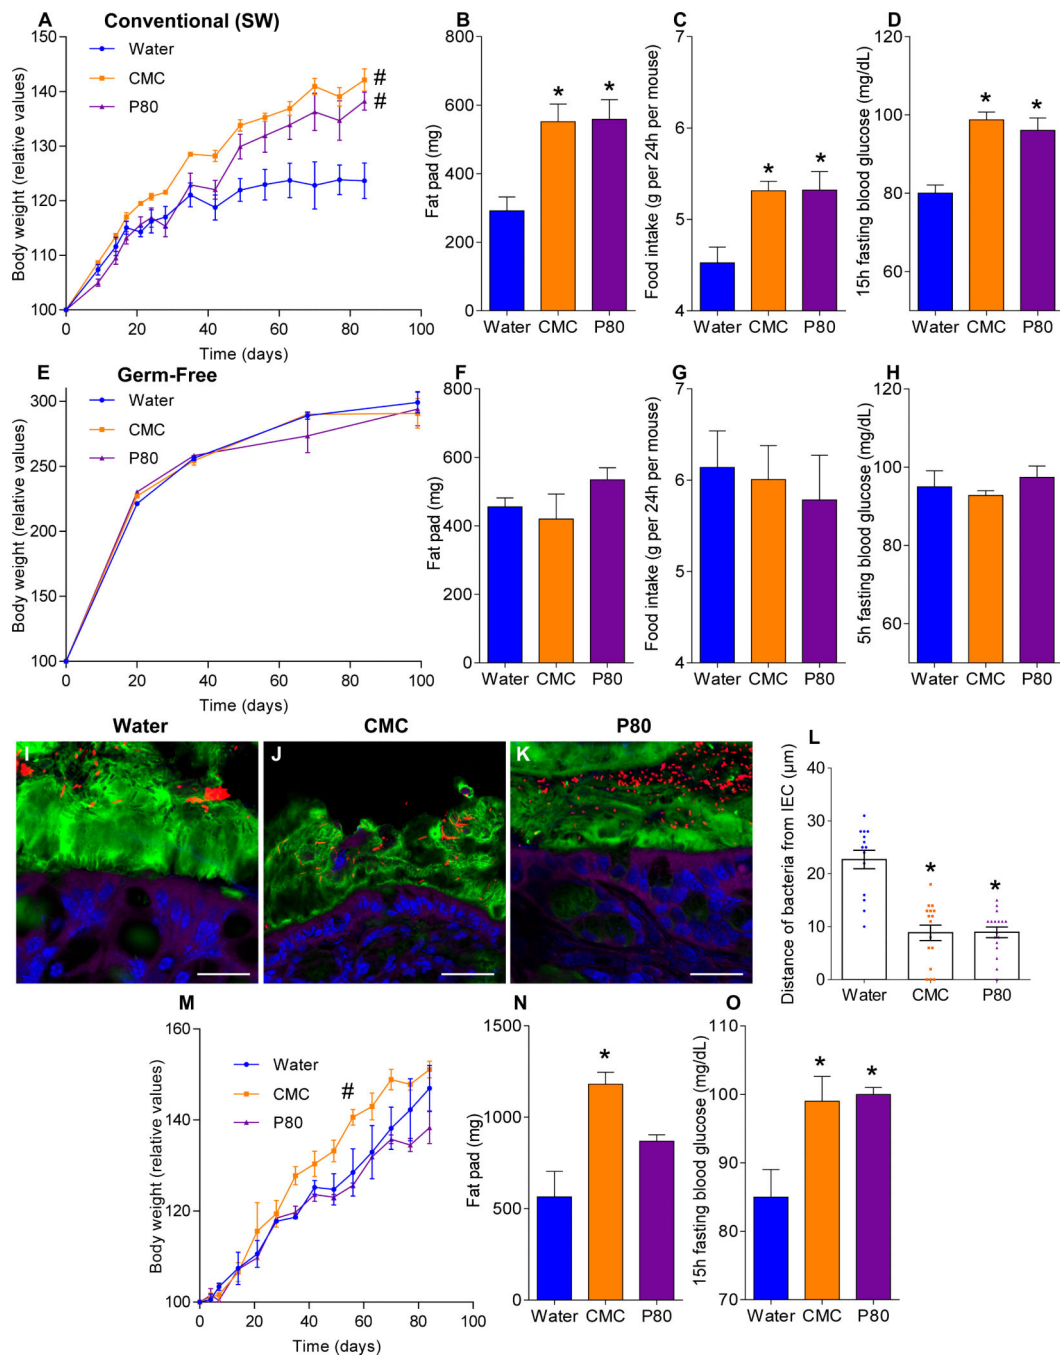 A Conventional (SW)
Body weight (relative values)
150
140
130
120
110
100
Water
CMC
P80
#
#
0 20 40 60 80 100
Time (days)
B
Fat pad (mg)
800
600
400
200
0
* *
Water CMC P80
C
Food intake (g per 24h per mouse)
7
6
5
4
* *
Water CMC P80
D
15h fasting blood glucose (mg/dL)
120
100
80
60
* *
Water CMC P80
E Germ-Free
Body weight (relative values)
300
250
200
150
100
Water
CMC
P80
0 20 40 60 80 100
Time (days)
F
Fat pad (mg)
800
600
400
200
0
Water CMC P80
G
Food intake (g per 24h per mouse)
7
6
5
4
Water CMC P80
H
5h fasting blood glucose (mg/dL)
120
100
80
60
Water CMC P80
Water CMC P80
I J K
L
Distance of bacteria from IEC (µm)
40
30
20
10
0
* *
Water CMC P80
M
Body weight (relative values)
160
140
120
100
Water
CMC
P80
#
0 20 40 60 80 100
Time (days)
N
Fat pad (mg)
1500
1000
500
0
*
Water CMC P80
O
15h fasting blood glucose (mg/dL)
110
100
90
80
70
* *
Water CMC P80